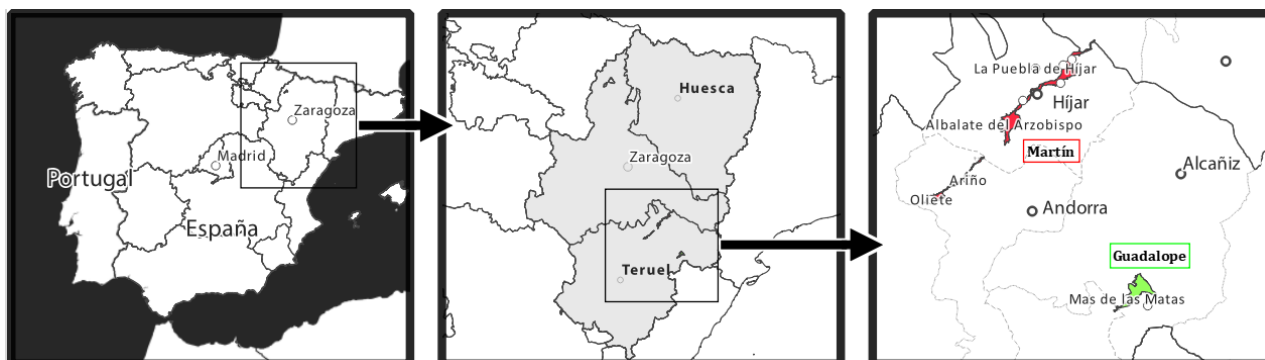 Zaragoza
Madrid
Portugal
España
Huesca
Zaragoza
Teruel
La Puebla de Híjar
Híjar
Albalate del Arzobispo
Martín
Alcañiz
Ariño
Oliete
Andorra
Guadalope
Mas de las Matas